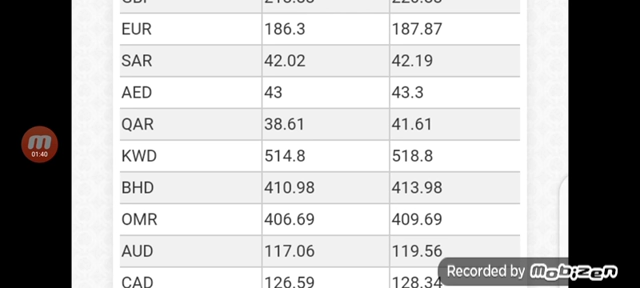 EUR 186.3 187.87
SAR 42.02 42.19
AED 43 43.3
QAR 38.61 41.61
KWD 514.8 518.8
BHD 410.98 413.98
OMR 406.69 409.69
AUD 117.06 119.56
CAD 126.59 128.34
01:40
Recorded by mobizen